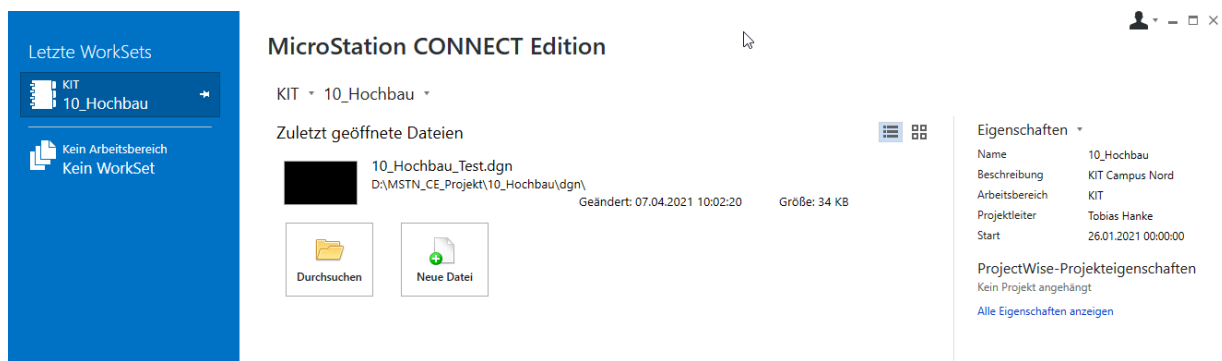 Letzte WorkSets
KIT
10_Hochbau
Kein Arbeitsbereich
Kein WorkSet
MicroStation CONNECT Edition
KIT 10_Hochbau
Zuletzt geöffnete Dateien
10_Hochbau_Test.dgn
D:\MSTN_CE_Projekt\10_Hochbau\dgn\
Geändert: 07.04.2021 10:02:20 Größe: 34 KB
Durchsuchen
Neue Datei
Eigenschaften
Name 10_Hochbau
Beschreibung KIT Campus Nord
Arbeitsbereich KIT
Projektleiter Tobias Hanke
Start 26.01.2021 00:00:00
ProjectWise-Projekteigenschaften
Kein Projekt angehängt
Alle Eigenschaften anzeigen